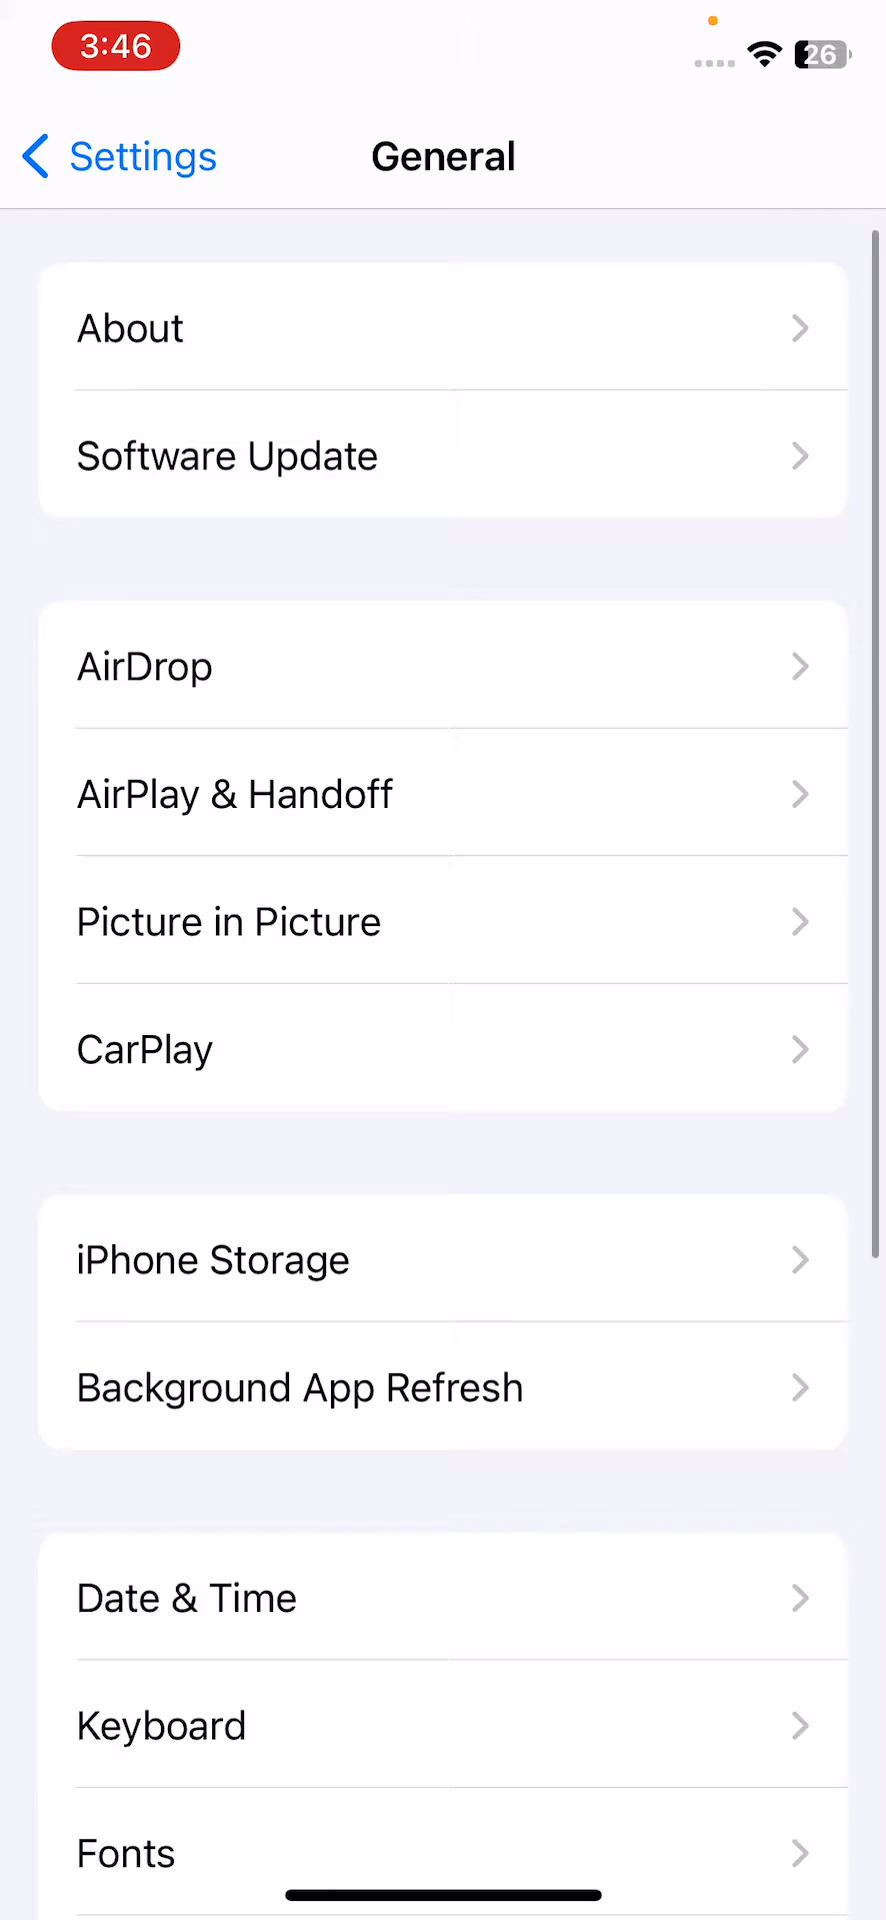 3:46
26
Settings
General
About
Software Update
AirDrop
AirPlay & Handoff
Picture in Picture
CarPlay
iPhone Storage
Background App Refresh
Date & Time
Keyboard
Fonts